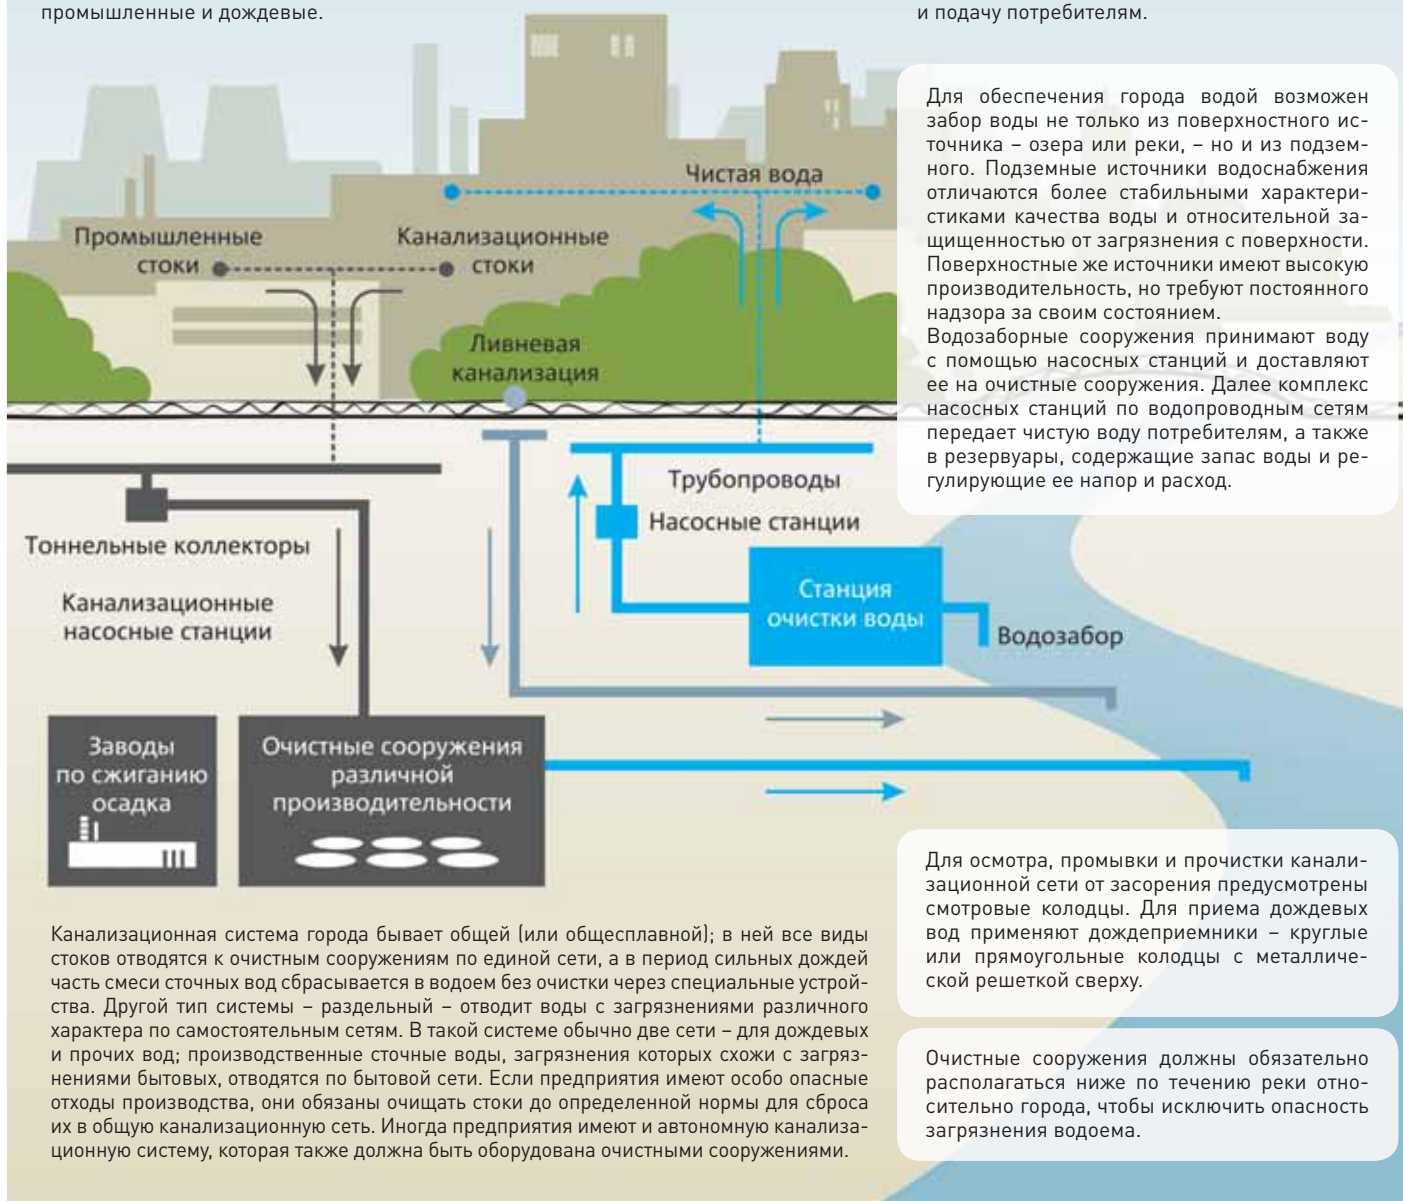 промышленные и дождевые.
и подачу потребителям.
Для обеспечения города водой возможен
забор воды не только из поверхностного ис-
точника – озера или реки, – но и из подзем-
ного. Подземные источники водоснабжения
отличаются более стабильными характери-
стиками качества воды и относительной за-
щищенностью от загрязнения с поверхности.
Поверхностные же источники имеют высокую
производительность, но требуют постоянного
надзора за своим состоянием.
Водозаборные сооружения принимают воду
с помощью насосных станций и доставляют
ее на очистные сооружения. Далее комплекс
насосных станций по водопроводным сетям
передает чистую воду потребителям, а также
в резервуары, содержащие запас воды и ре-
гулирующие ее напор и расход.
Чистая вода
Промышленные
стоки
Канализационные
стоки
Ливневая
канализация
Трубопроводы
Насосные станции
Тоннельные коллекторы
Канализационные
насосные станции
Станция
очистки воды
Водозабор
Заводы
по сжиганию
осадка
Очистные сооружения
различной
производительности
Для осмотра, промывки и прочистки канали-
зационной сети от засорения предусмотрены
смотровые колодцы. Для приема дождевых
вод применяют дождеприемники – круглые
или прямоугольные колодцы с металличе-
ской решеткой сверху.
Канализационная система города бывает общей (или общесплавной); в ней все виды
стоков отводятся к очистным сооружениям по единой сети, а в период сильных дождей
часть смеси сточных вод сбрасывается в водоем без очистки через специальные устрой-
ства. Другой тип системы – раздельный – отводит воды с загрязнениями различного
характера по самостоятельным сетям. В такой системе обычно две сети – для дождевых
и прочих вод; производственные сточные воды, загрязнения которых схожи с загряз-
нениями бытовых, отводятся по бытовой сети. Если предприятия имеют особо опасные
отходы производства, они обязаны очищать стоки до определенной нормы для сброса
их в общую канализационную сеть. Иногда предприятия имеют и автономную канализа-
ционную систему, которая также должна быть оборудована очистными сооружениями.
Очистные сооружения должны обязательно
располагаться ниже по течению реки отно-
сительно города, чтобы исключить опасность
загрязнения водоема.